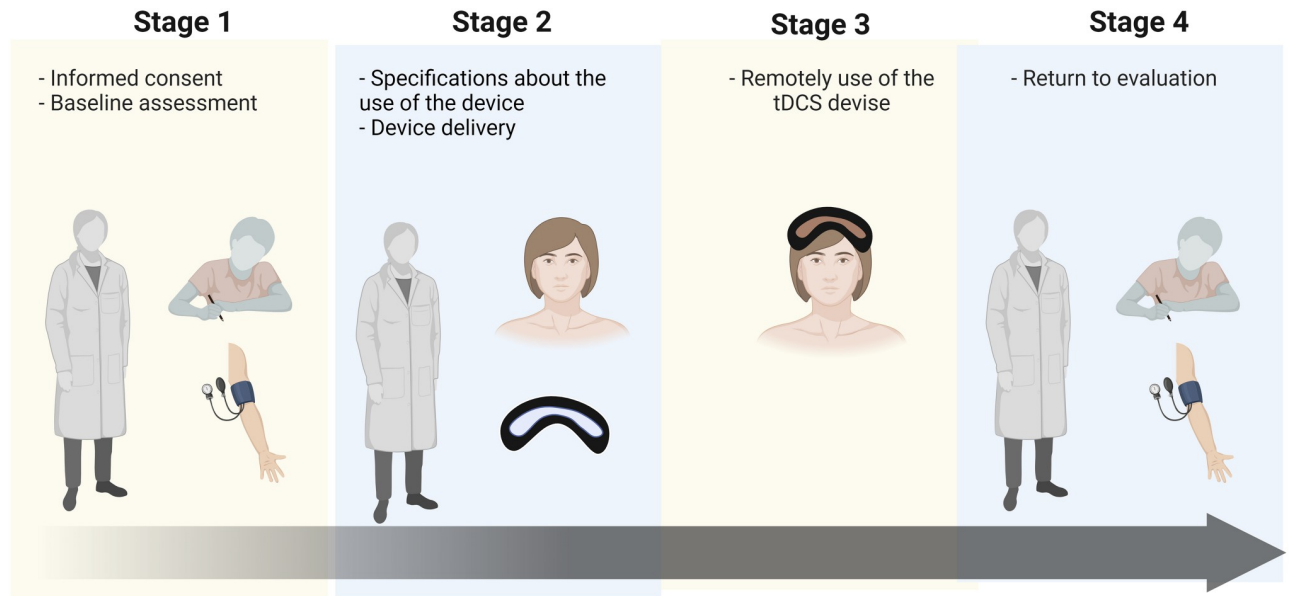 Stage 1
- Informed consent
- Baseline assessment
Stage 2
- Specifications about the
use of the device
- Device delivery
Stage 3
- Remotely use of the
tDCS devise
Stage 4
- Return to evaluation